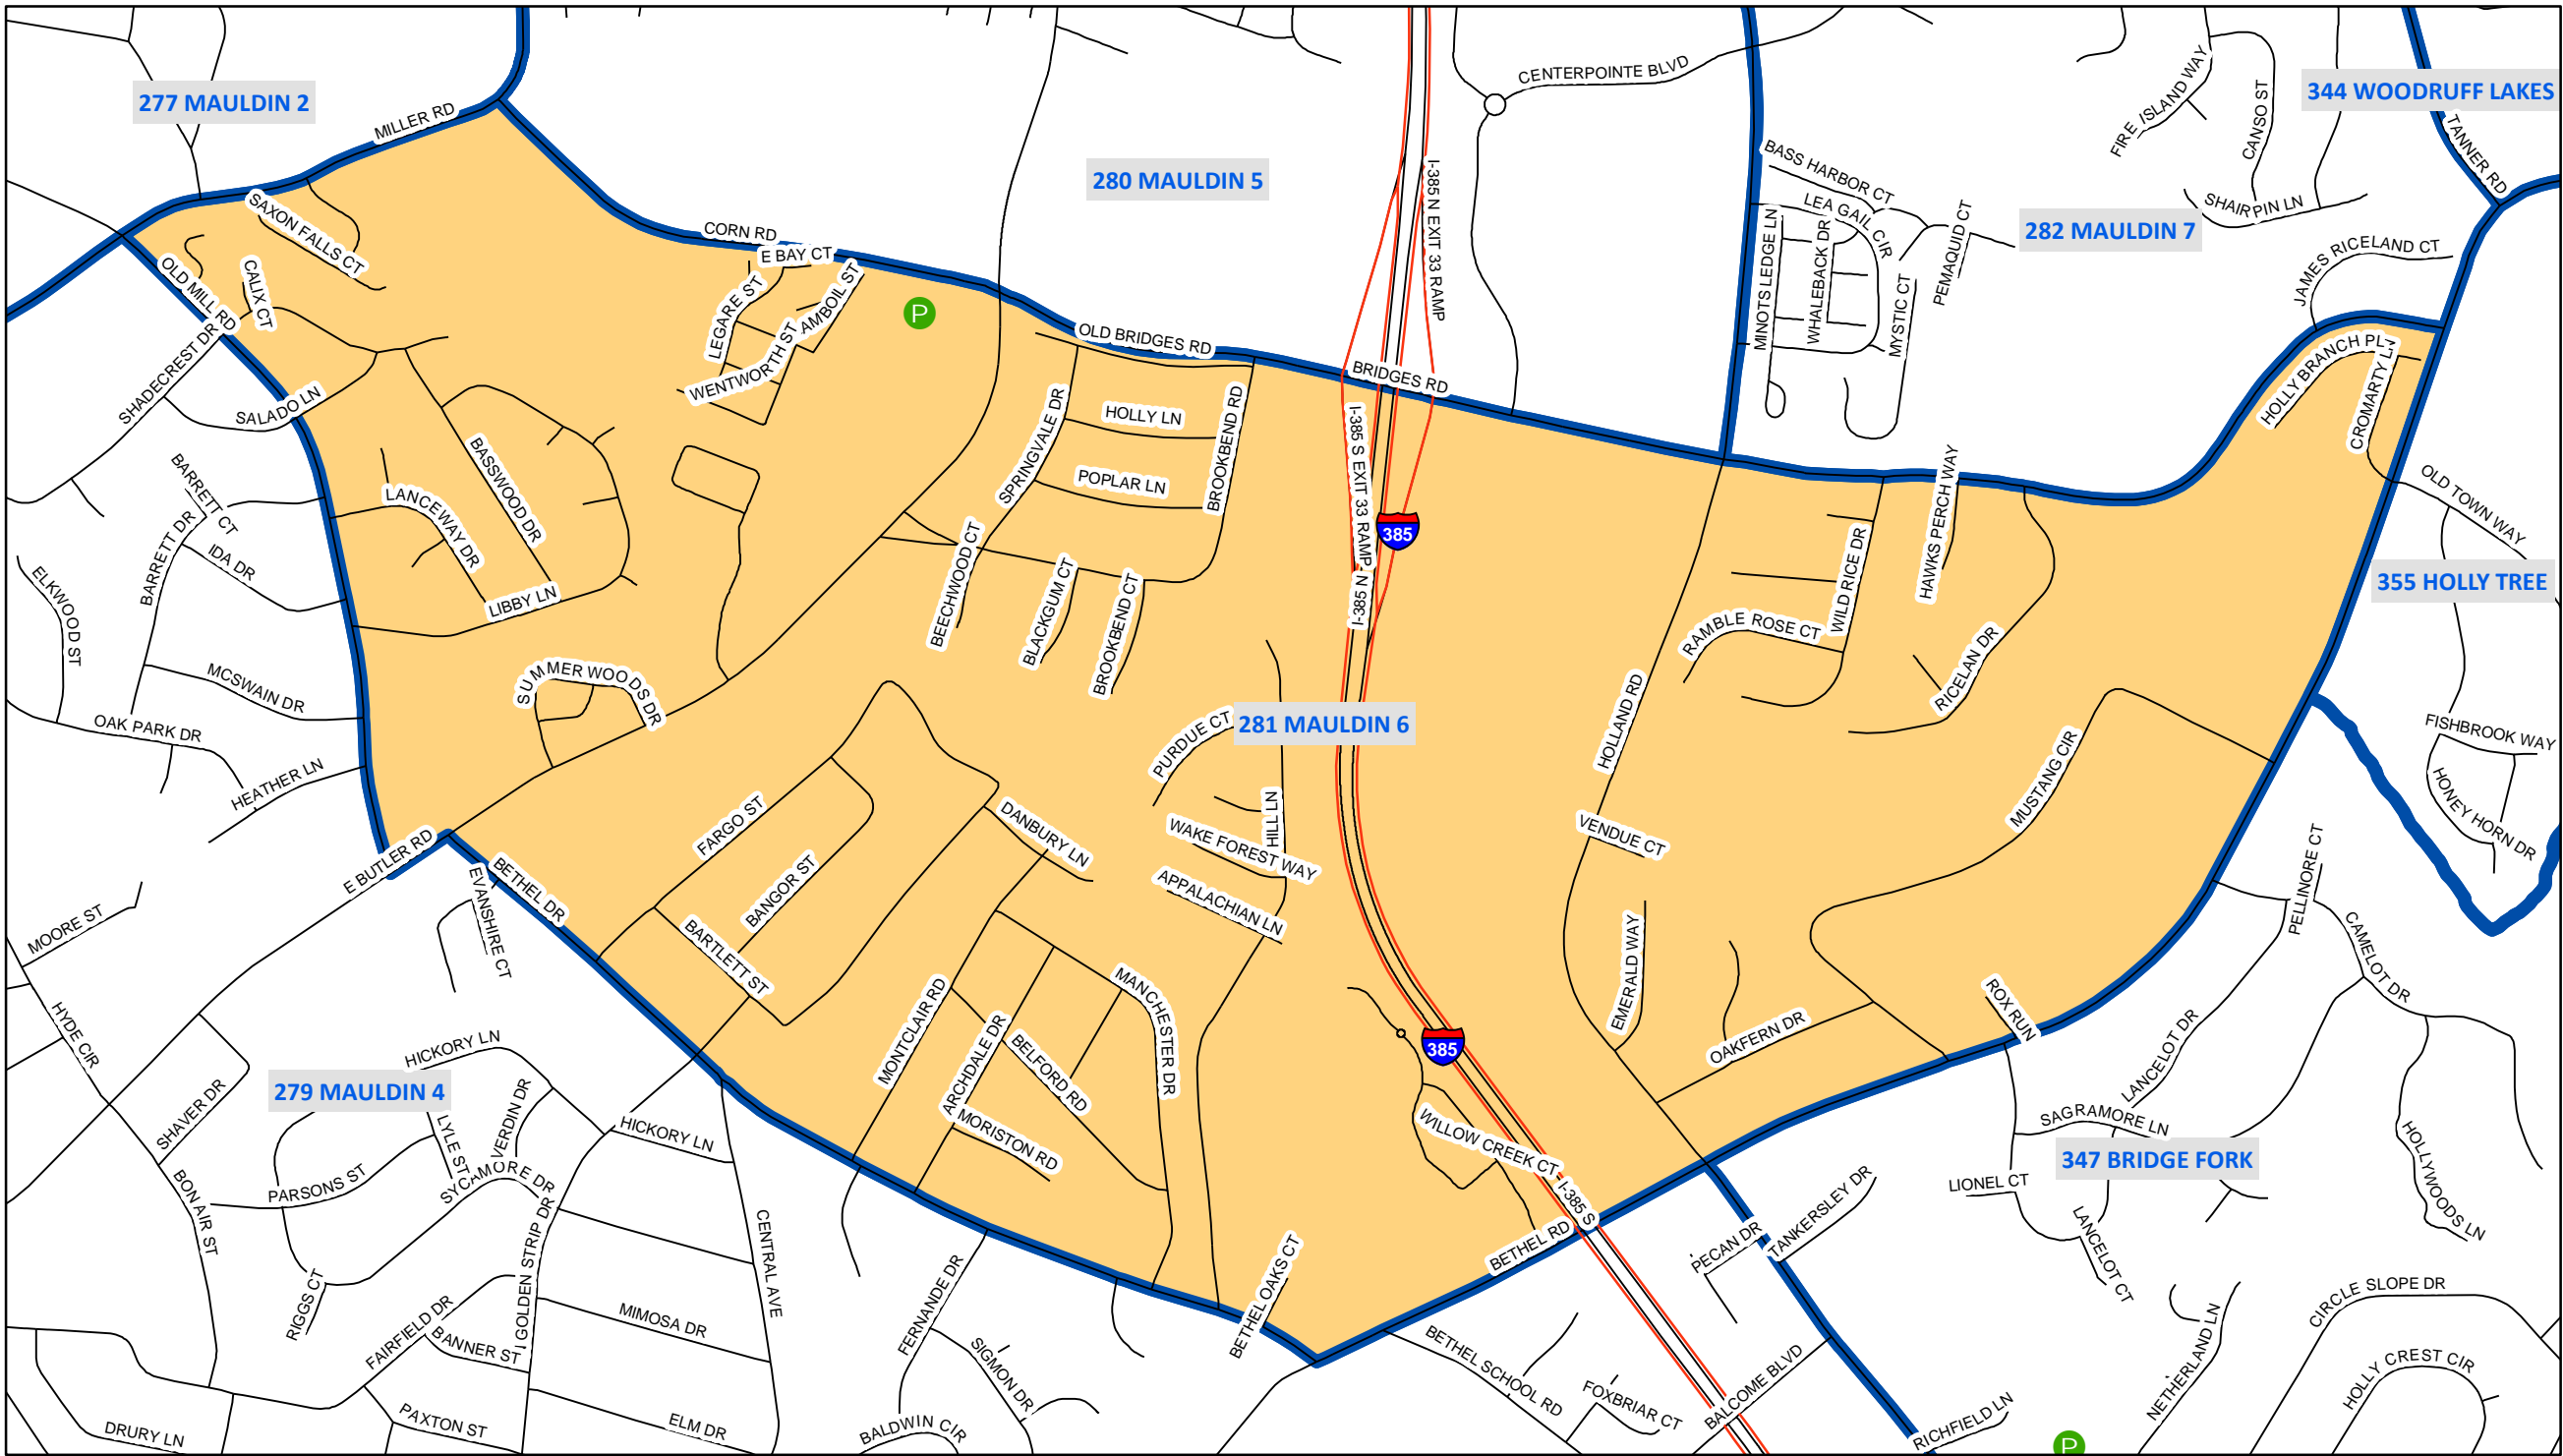 277 MAULDIN 2
MILLER RD
CENTERPOINTE BLVD
FIRE ISLAND WAY
CANSO ST
344 WOODRUFF LAKES
TANNER RD
280 MAULDIN 5
I-385 N EXIT 33 RAMP
BASS HARBOR CT
LEA GAIL CIR
MINOTS LEDGE LN
WHALEBACK DR
MYSTIC CT
PEMAQUID CT
282 MAULDIN 7
SHAIRPIN LN
JAMES RICELAND CT
SAXON FALLS CT
OLD MILL RD
CALIX CT
CORN RD
E BAY CT
LEGARE ST
AMBOIL ST
WENTWORTH ST
P
OLD BRIDGES RD
BRIDGES RD
HOLLY BRANCH PL
CROMARTY LN
SHADECREST DR
SALADO LN
SPRINGVALE DR
HOLLY LN
BROOKBEND RD
POPLAR LN
I-385 S EXIT 33 RAMP
I-385 N
385
BARRETT CT
BARRETT DR
IDA DR
ELKWOOD ST
LANCEWAY DR
BASSWOOD DR
LIBBY LN
BEECHWOOD CT
BLACKGUM CT
BROOKBEND CT
HAWKS PERCH WAY
WILD RICE DR
RAMBLE ROSE CT
RICELAN DR
OLD TOWN WAY
355 HOLLY TREE
MCSWAIN DR
OAK PARK DR
HEATHER LN
SUMMER WOODS DR
PURDUE CT
281 MAULDIN 6
HOLLAND RD
MUSTANG CIR
FISHBROOK WAY
HONEY HORN DR
E BUTLER RD
FARGO ST
BANGOR ST
BARTLETT ST
DANBURY LN
HILL LN
WAKE FOREST WAY
APPALACHIAN LN
VENDUE CT
EMERALD WAY
PELLINORE CT
CAMELOT DR
MOORE ST
EVANSHIRE CT
BETHEL DR
HYDE CIR
HICKORY LN
MONTCLAIR RD
ARCHDALE DR
BELFORD RD
MANCHESTER DR
MORISTON RD
385
OAKFERN DR
ROX RUN
LANCELOT DR
SAGRAMORE LN
347 BRIDGE FORK
279 MAULDIN 4
SHAVER DR
LYLE ST
VERDIN DR
HICKORY LN
PARSONS ST
SYCAMORE DR
BON AIR ST
WILLOW CREEK CT
I-385 S
BETHEL RD
TANKERSLEY DR
PECAN DR
LIONEL CT
LANCELOT CT
HOLLYWOODS LN
RIGGS CT
FAIRFIELD DR
BANNER ST
GOLDEN STRIP DR
CENTRAL AVE
MIMOSA DR
FERNANDE DR
SIGMON DR
BETHEL OAKS CT
BETHEL SCHOOL RD
FOXBRIAR CT
BALCOME BLVD
NETHERLAND LN
CIRCLE SLOPE DR
HOLLY CREST CIR
DRURY LN
PAXTON ST
ELM DR
BALDWIN CIR
RICHFIELD LN
P